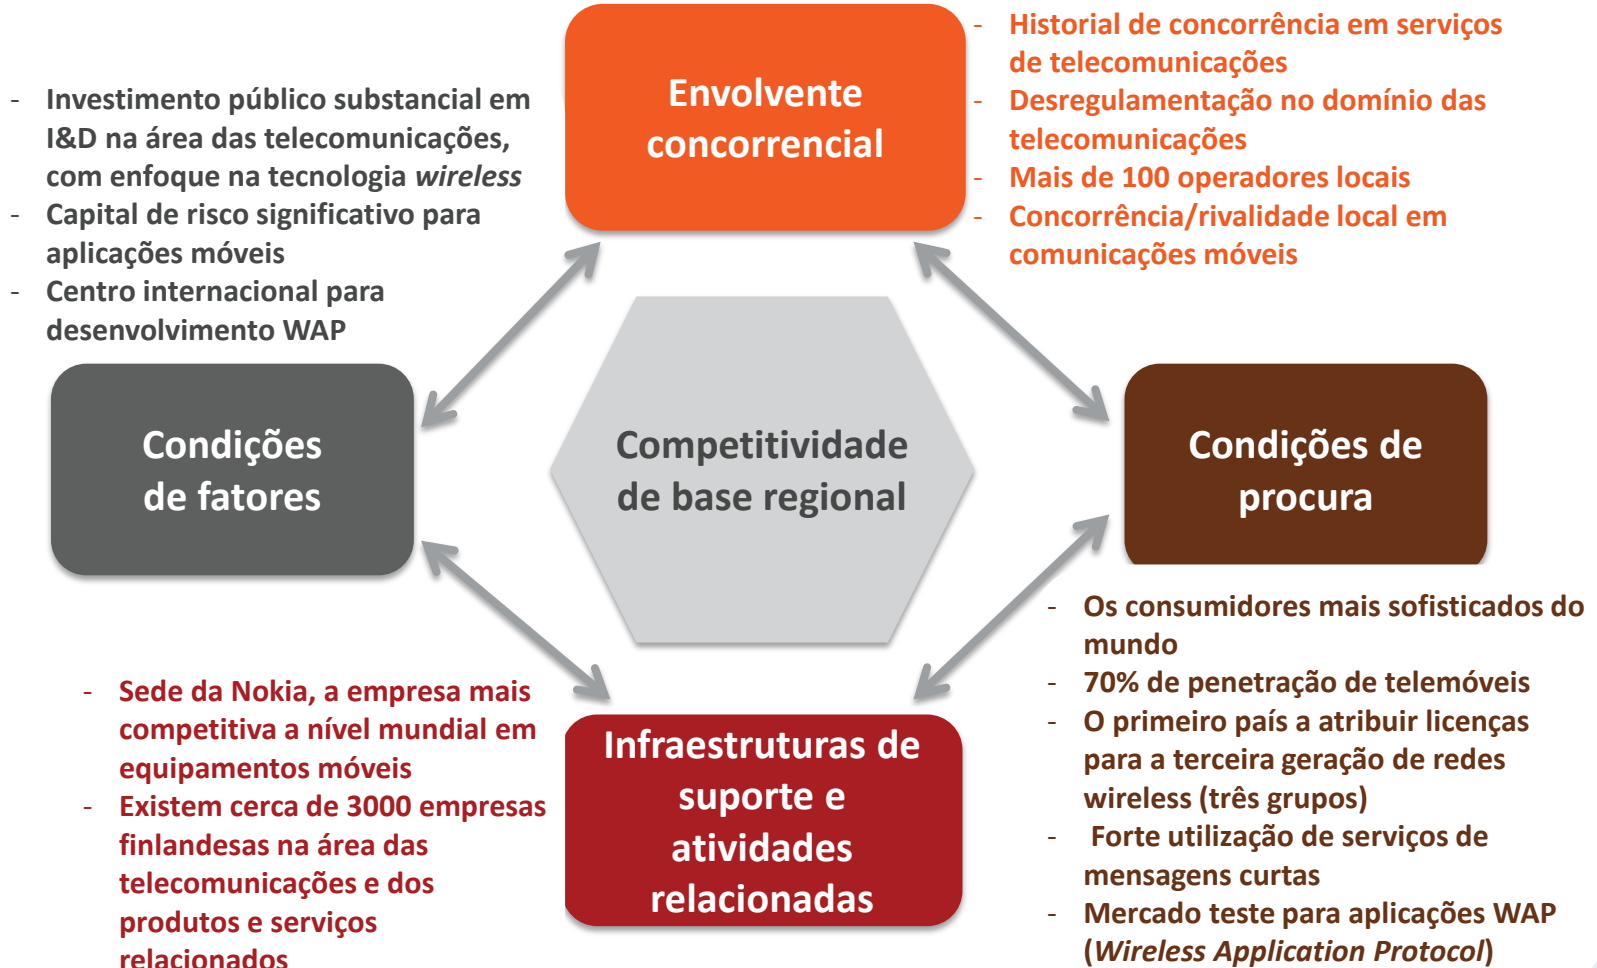 Envolvente
concorrencial
- Historial de concorrência em serviços
de telecomunicações
- Desregulamentação no domínio das
telecomunicações
- Mais de 100 operadores locais
- Concorrência/rivalidade local em
comunicações móveis
- Investimento público substancial em
I&D na área das telecomunicações,
com enfoque na tecnologia wireless
- Capital de risco significativo para
aplicações móveis
- Centro internacional para
desenvolvimento WAP
Condições
de fatores
Competitividade
de base regional
Condições de
procura
- Sede da Nokia, a empresa mais
competitiva a nível mundial em
equipamentos móveis
- Existem cerca de 3000 empresas
finlandesas na área das
telecomunicações e dos
produtos e serviços
relacionados
Infraestruturas de
suporte e
atividades
relacionadas
- Os consumidores mais sofisticados do
mundo
- 70% de penetração de telemóveis
- O primeiro país a atribuir licenças
para a terceira geração de redes
wireless (três grupos)
- Forte utilização de serviços de
mensagens curtas
- Mercado teste para aplicações WAP
(Wireless Application Protocol)